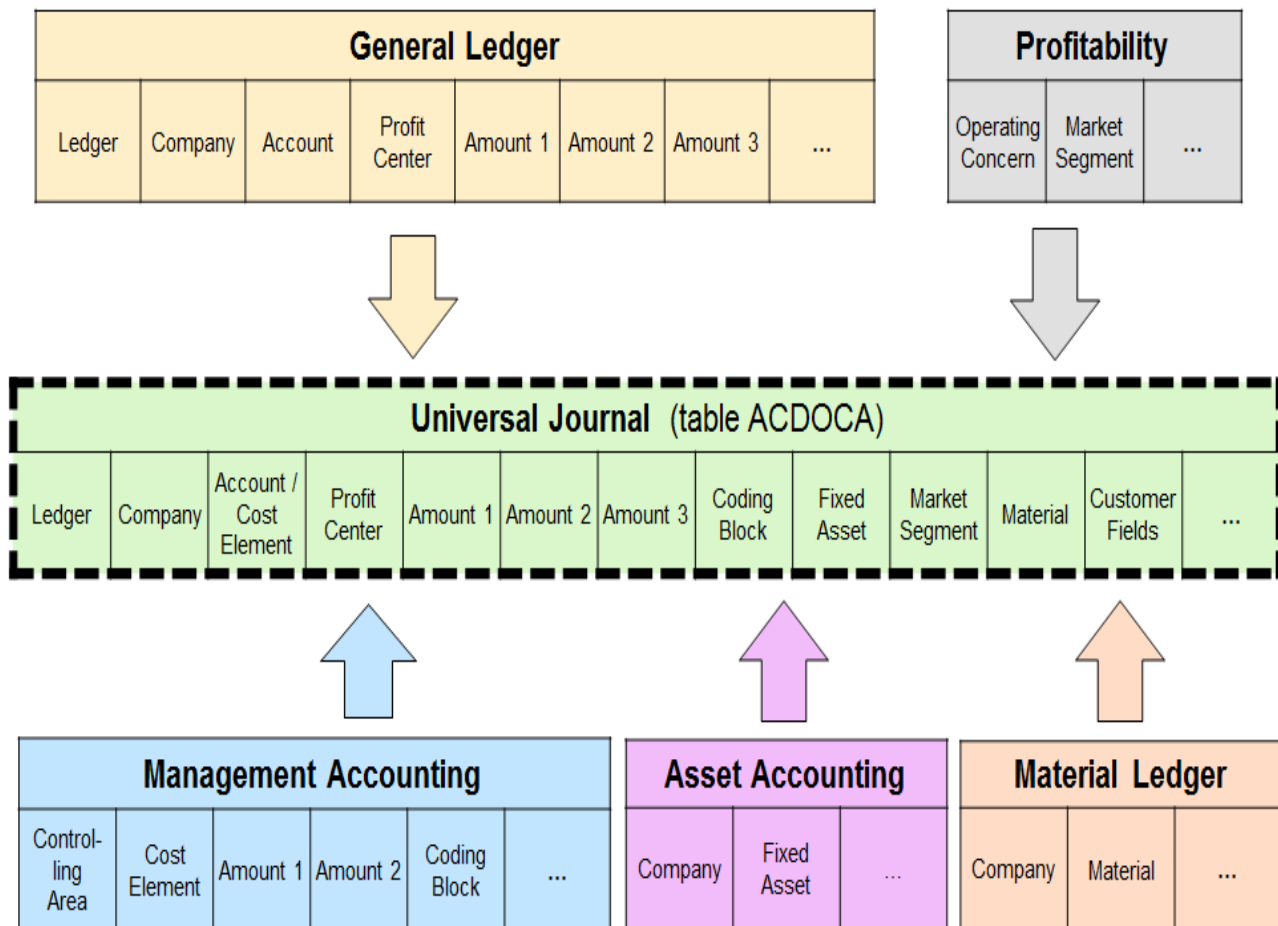 General Ledger
Ledger
Company
Account
Profit
Center
Amount 1
Amount 2
Amount 3
...
Profitability
Operating
Concern
Market
Segment
...
Universal Journal (table ACDOCA)
Ledger
Company
Account /
Cost
Element
Profit
Center
Amount 1
Amount 2
Amount 3
Coding
Block
Fixed
Asset
Market
Segment
Material
Customer
Fields
...
Management Accounting
Control-
ling
Area
Cost
Element
Amount 1
Amount 2
Coding
Block
...
Asset Accounting
Company
Fixed
Asset
...
Material Ledger
Company
Material
...